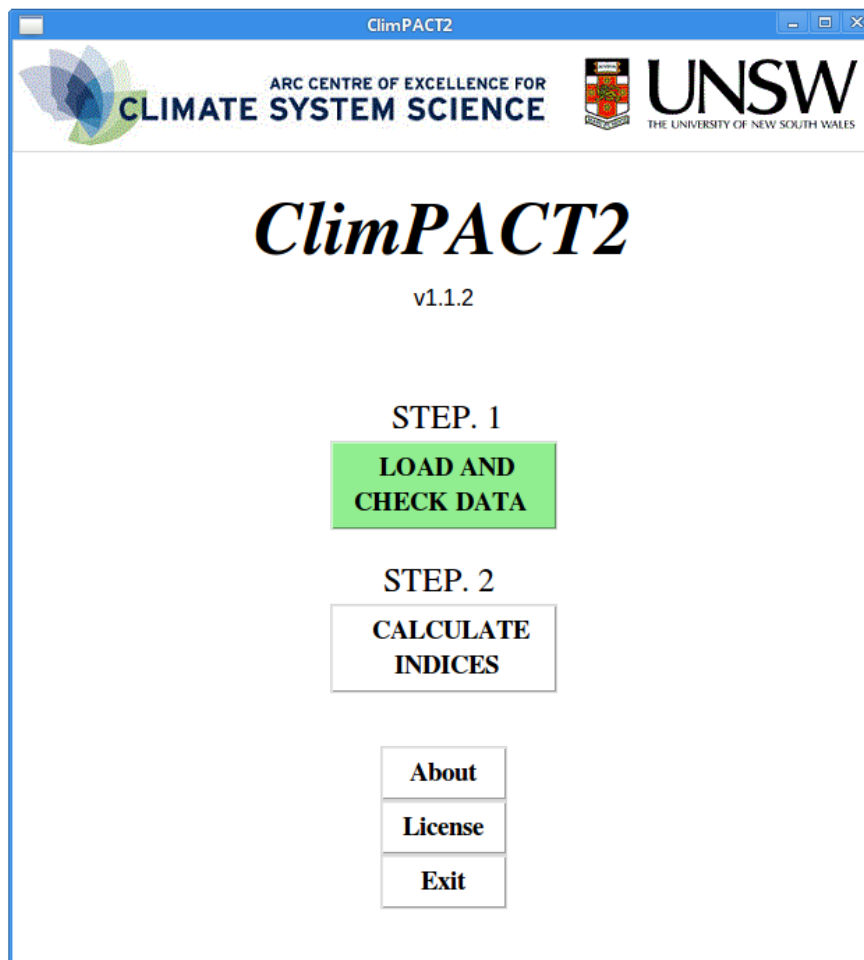 ClimPACT2
ARC CENTRE OF EXCELLENCE FOR
CLIMATE SYSTEM SCIENCE
UNSW
THE UNIVERSITY OF NEW SOUTH WALES
ClimPACT2
v1.1.2
STEP. 1
LOAD AND
CHECK DATA
STEP. 2
CALCULATE
INDICES
About
License
Exit